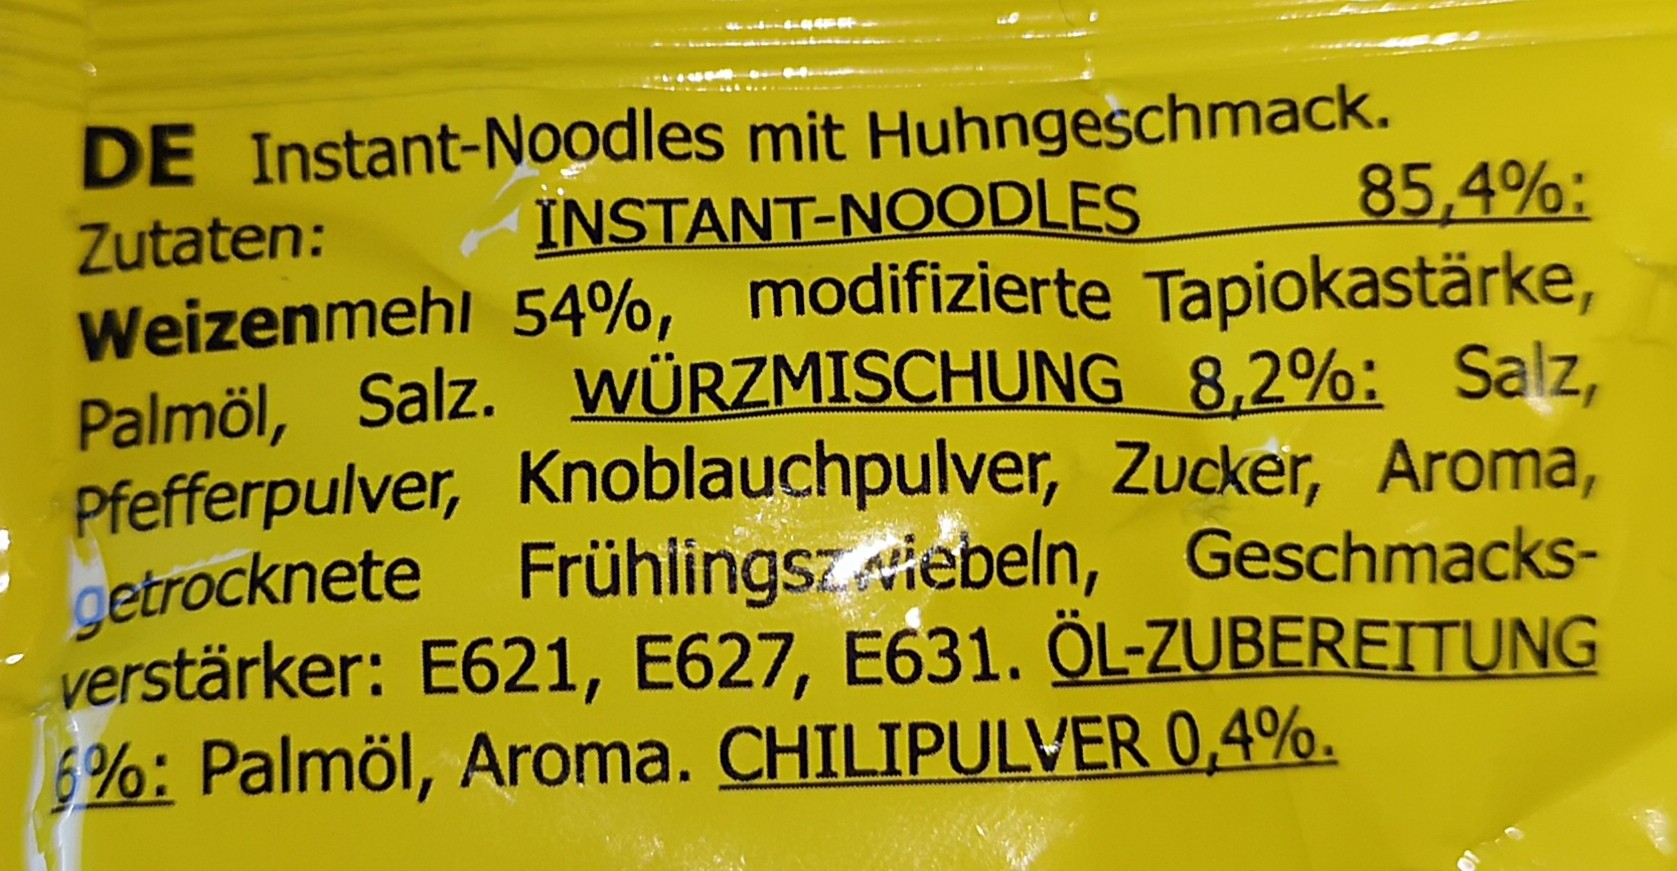 DE Instant-Noodles mit Huhngeschmack.
Zutaten: INSTANT-NOODLES 85,4%:
Weizenmehl 54%, modifizierte Tapiokastärke,
Palmöl, Salz. WÜRZMISCHUNG 8,2%: Salz,
Pfefferpulver, Knoblauchpulver, Zucker, Aroma,
getrocknete Frühlingszwiebeln, Geschmacks-
verstärker: E621, E627, E631. ÖL-ZUBEREITUNG
6%: Palmöl, Aroma. CHILIPULVER 0,4%.